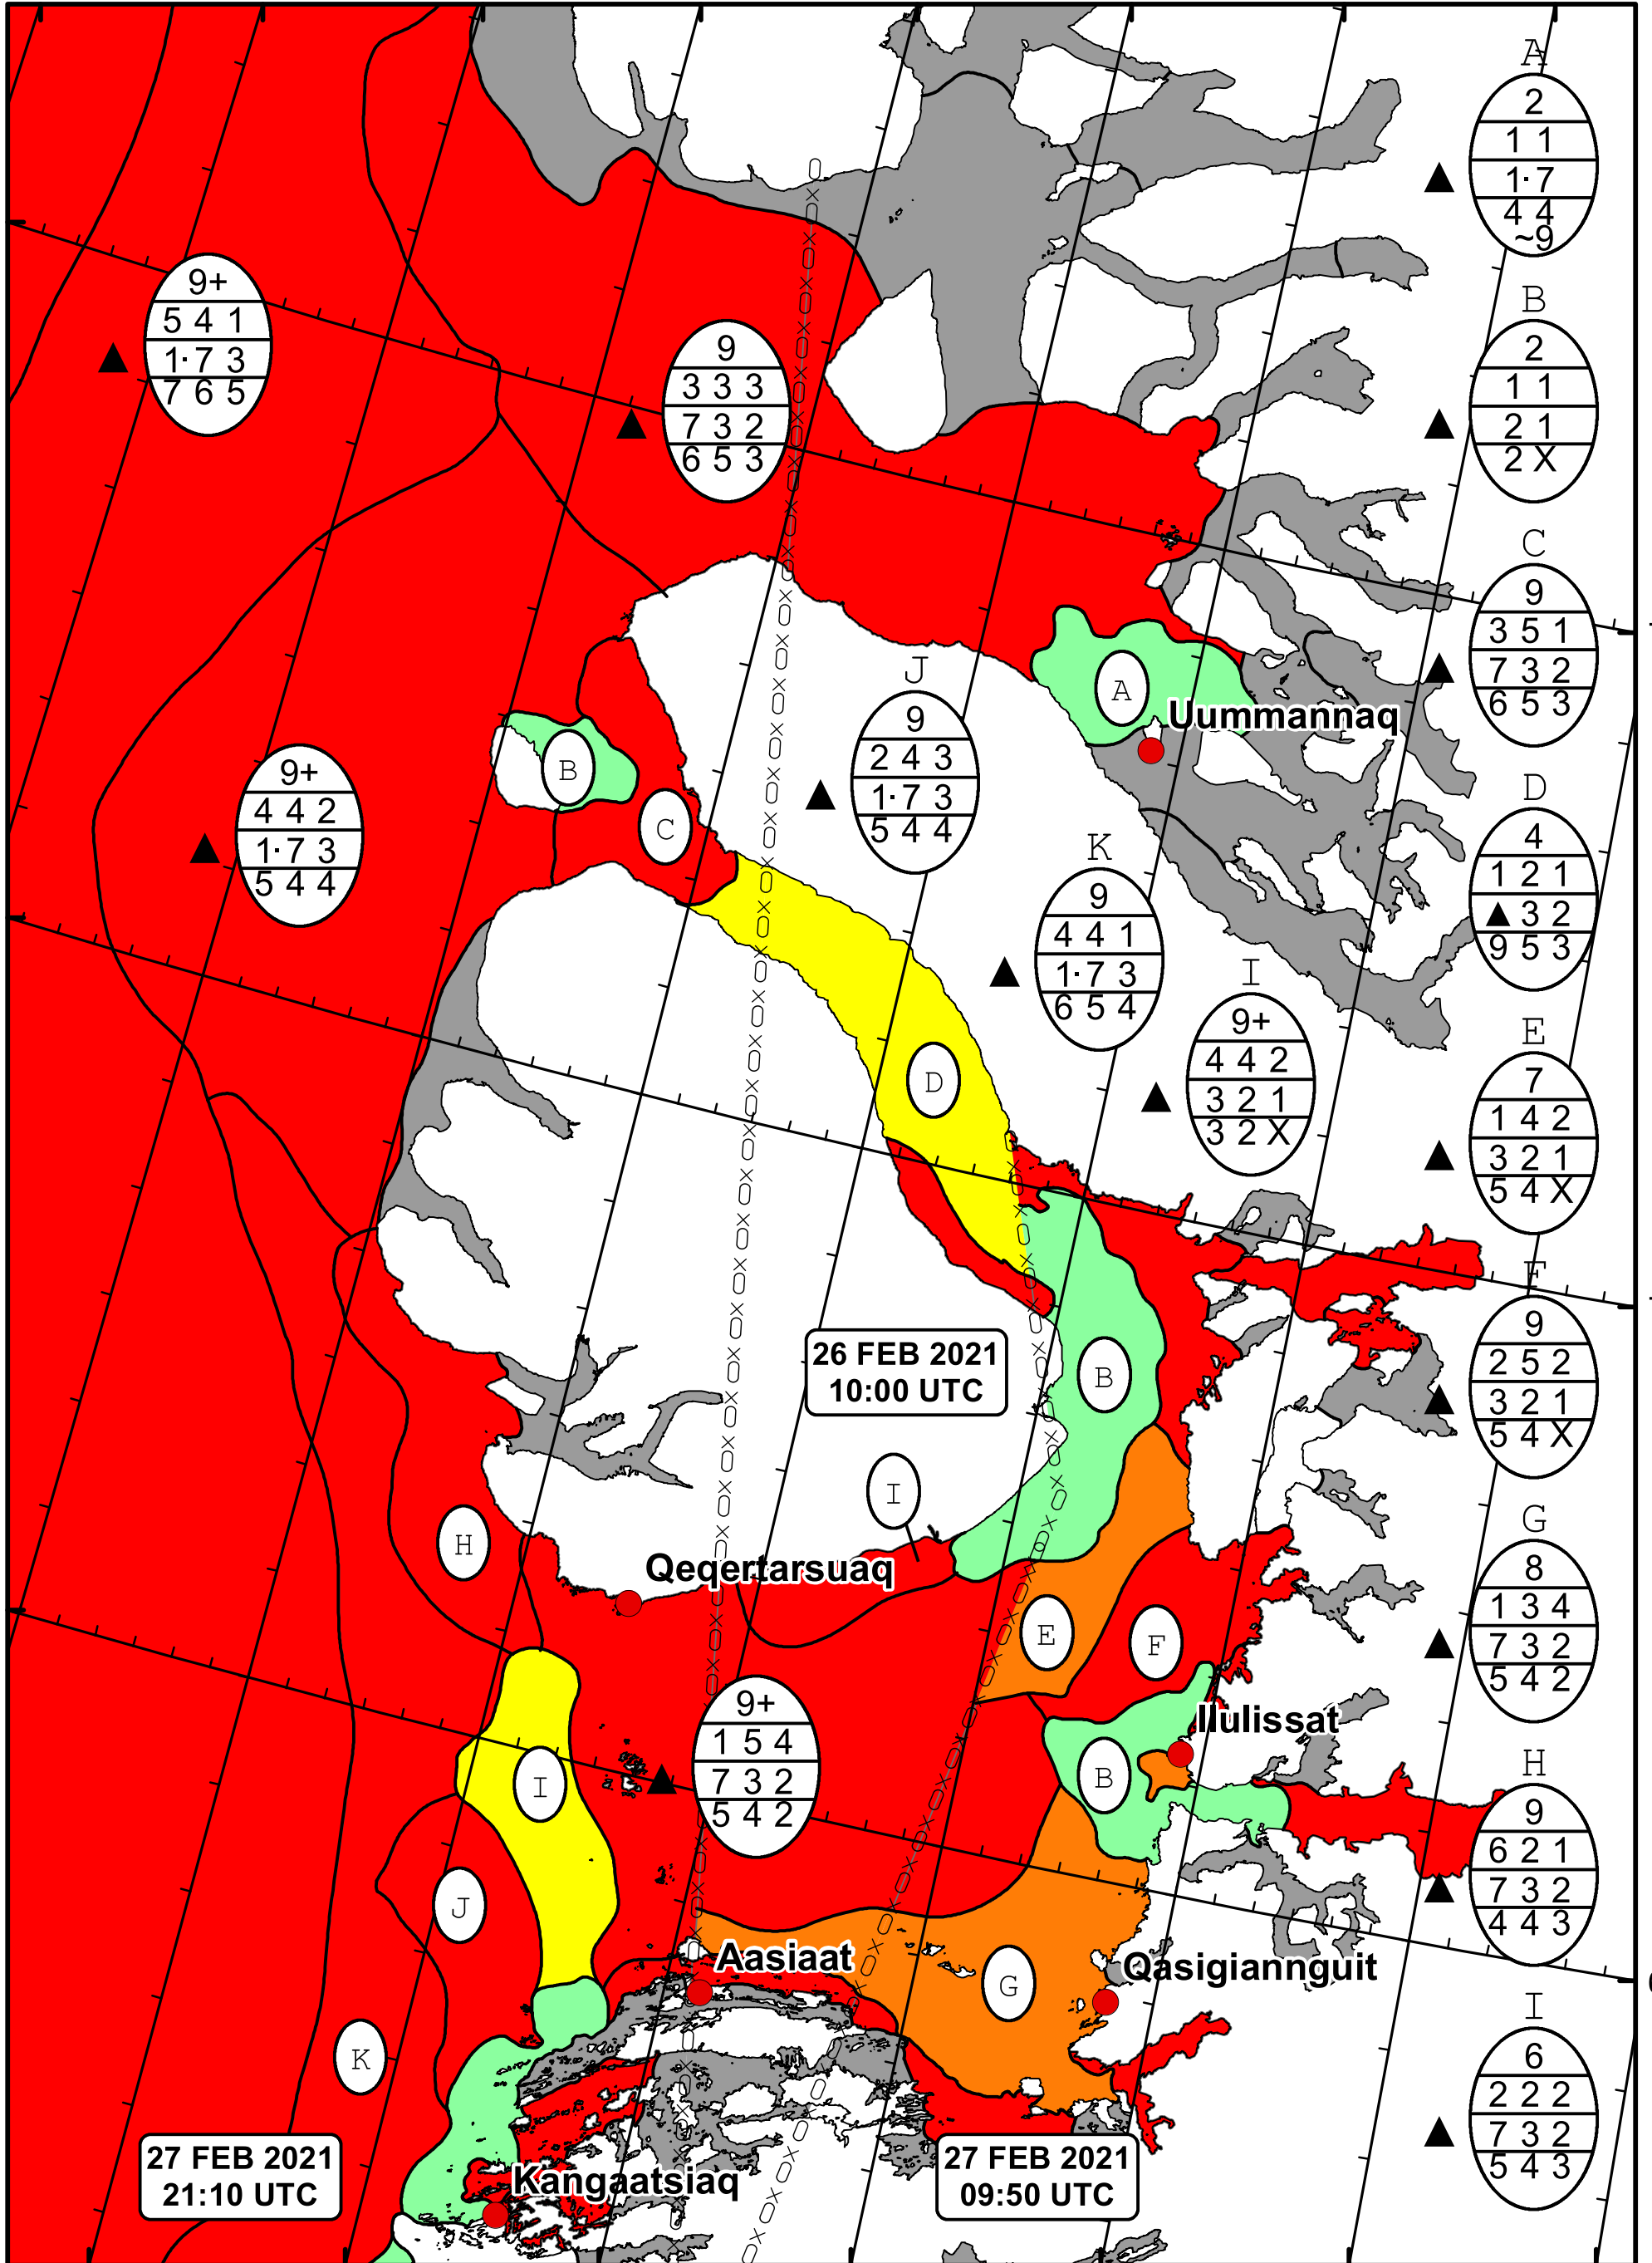 A
2
1 1
1· 7
4 4
~9
9+
5 4 1
1· 7 3
7 6 5
9
3 3 3
7 3 2
6 5 3
B
2
1 1
2 1
2 X
C
9
3 5 1
7 3 2
6 5 3
A
Uummannaq
J
9
2 4 3
1· 7 3
5 4 4
B
C
9+
4 4 2
1· 7 3
5 4 4
D
4
1 2 1
▲ 3 2
9 5 3
K
9
4 4 1
1· 7 3
6 5 4
I
9+
4 4 2
3 2 1
3 2 X
D
E
7
1 4 2
3 2 1
5 4 X
F
9
2 5 2
3 2 1
5 4 X
26 FEB 2021
10:00 UTC
B
I
H
Qeqertarsuaq
E
F
G
8
1 3 4
7 3 2
5 4 2
9+
1 5 4
7 3 2
5 4 2
Ilulissat
B
I
H
9
6 2 1
7 3 2
4 4 3
J
Aasiaat
Qasigiannguit
G
K
I
6
2 2 2
7 3 2
5 4 3
27 FEB 2021
21:10 UTC
Kangaatsiaq
27 FEB 2021
09:50 UTC